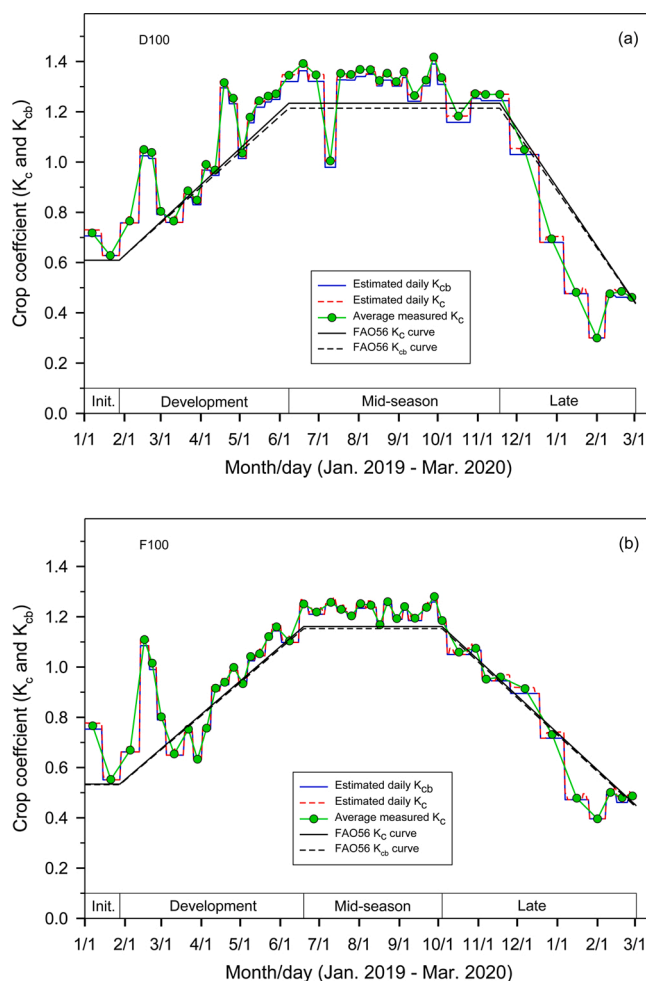 D100
(a)
Crop coefficient (Kc and Kcb)
1.4
1.2
1.0
0.8
0.6
0.4
0.2
0.0
Estimated daily Kcb
Estimated daily Kc
Average measured Kc
FAO56 Kc curve
FAO56 Kcb curve
Init. Development Mid-season Late
1/1 2/1 3/1 4/1 5/1 6/1 7/1 8/1 9/1 10/1 11/1 12/1 1/1 2/1 3/1
Month/day (Jan. 2019 - Mar. 2020)
F100
(b)
Crop coefficient (Kc and Kcb)
1.4
1.2
1.0
0.8
0.6
0.4
0.2
0.0
Estimated daily Kcb
Estimated daily Kc
Average measured Kc
FAO56 Kc curve
FAO56 Kcb curve
Init. Development Mid-season Late
1/1 2/1 3/1 4/1 5/1 6/1 7/1 8/1 9/1 10/1 11/1 12/1 1/1 2/1 3/1
Month/day (Jan. 2019 - Mar. 2020)